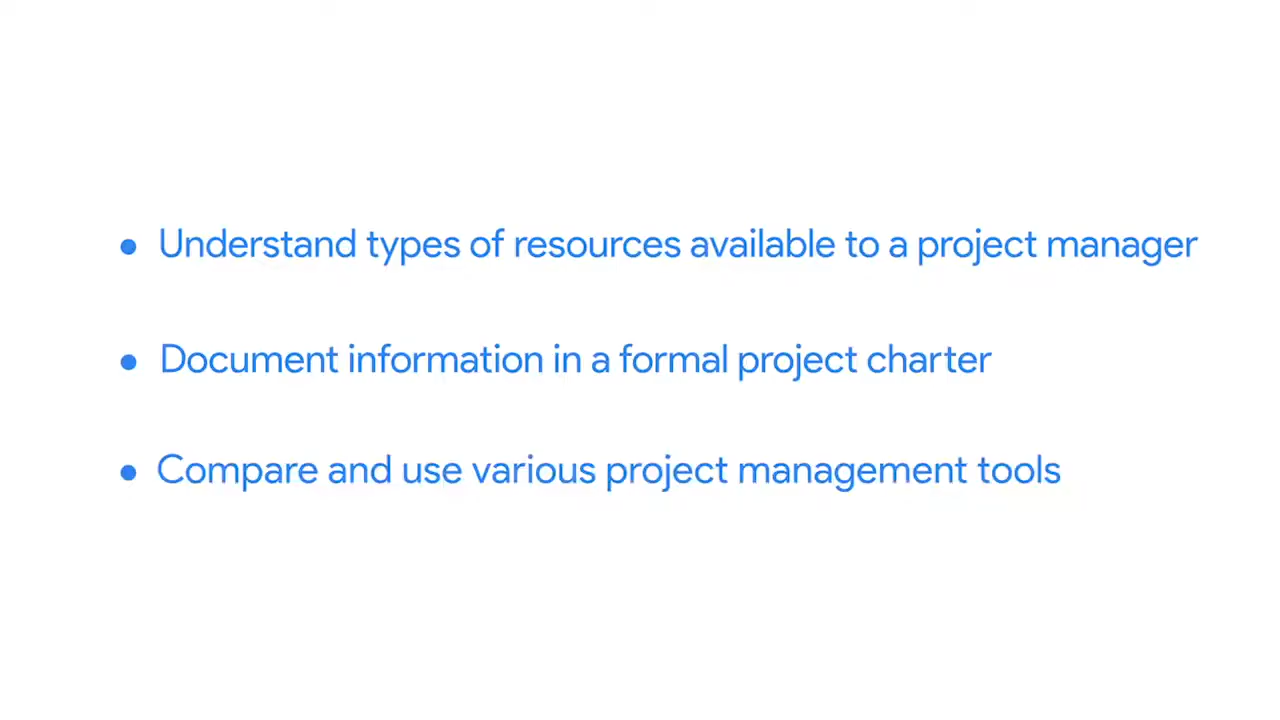 • Understand types of resources available to a project manager
• Document information in a formal project charter
• Compare and use various project management tools